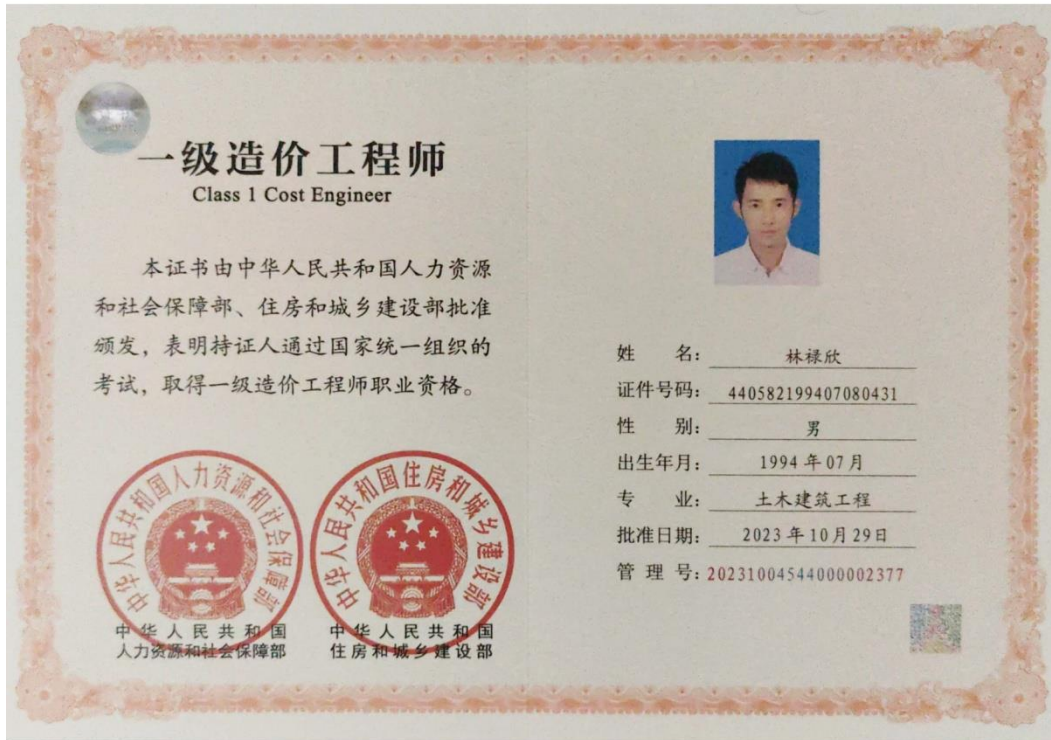 一级造价工程师
Class 1 Cost Engineer
本证书由中华人民共和国人力资源
和社会保障部、住房和城乡建设部批准
颁发，表明持证人通过国家统一组织的
考试，取得一级造价工程师职业资格。
中华人民共和国人力资源和社会保障部
中华人民共和国住房和城乡建设部
中华人民共和国
人力资源和社会保障部
中华人民共和国
住房和城乡建设部
姓 名： 林禄欣
证件号码： 440582199407080431
性 别： 男
出生年月： 1994年07月
专 业： 土木建筑工程
批准日期： 2023年10月29日
管 理 号： 20231004544000002377